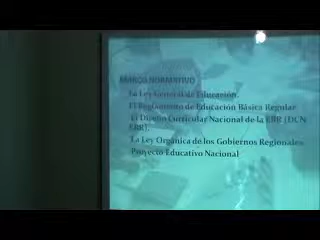 MARCO NORMATIVO
La Ley General de Educación.
El Reglamento de Educación Básica Regular
El Diseño Curricular Nacional de la EBR (DCN
EBR).
La Ley Orgánica de los Gobiernos Regionales
Proyecto Educativo Nacional